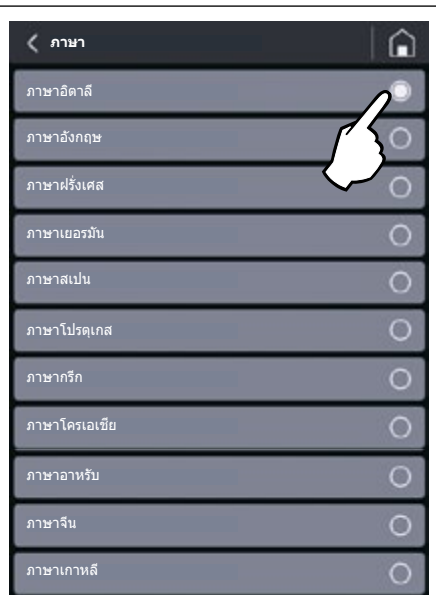 ภาษา
ภาษาอิตาลี
ภาษาอังกฤษ
ภาษาฝรั่งเศส
ภาษาเยอรมัน
ภาษาสเปน
ภาษาโปรตุเกส
ภาษากรีก
ภาษาโครเอเชีย
ภาษาอาหรับ
ภาษาจีน
ภาษาเกาหลี